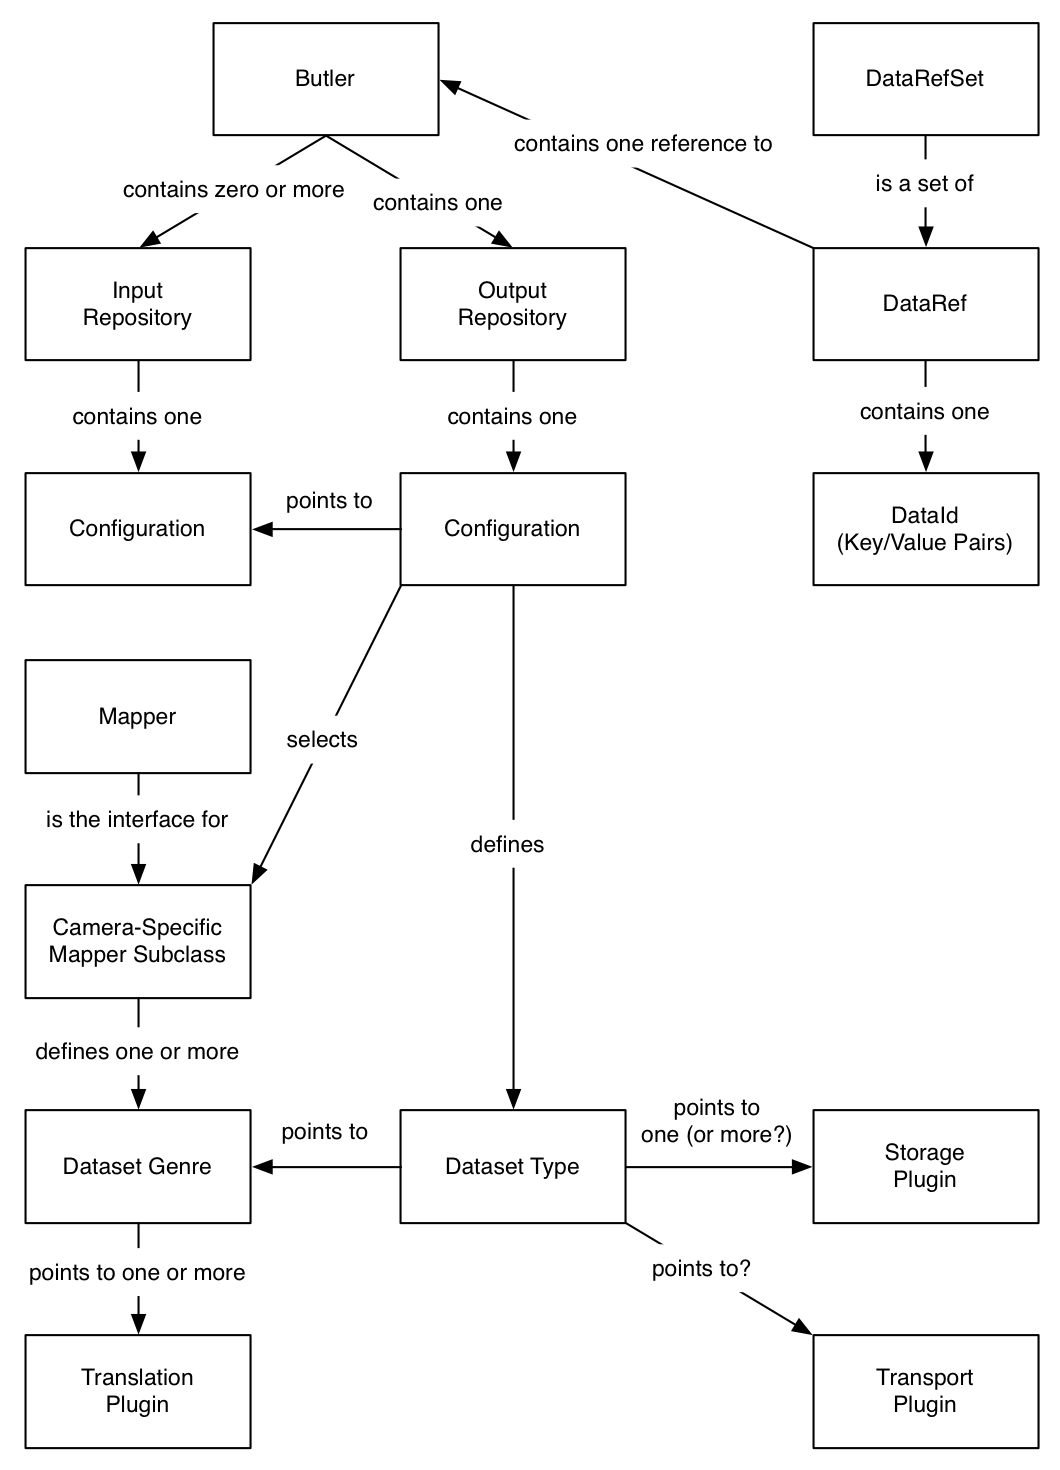 Butler
DataRefSet
contains one reference to
contains zero or more
contains one
is a set of
Input
Repository
Output
Repository
DataRef
contains one
contains one
contains one
Configuration
points to
Configuration
DataId
(Key/Value Pairs)
Mapper
selects
is the interface for
defines
Camera-Specific
Mapper Subclass
defines one or more
Dataset Genre
points to
Dataset Type
points to
one (or more?)
Storage
Plugin
points to one or more
points to?
Translation
Plugin
Transport
Plugin